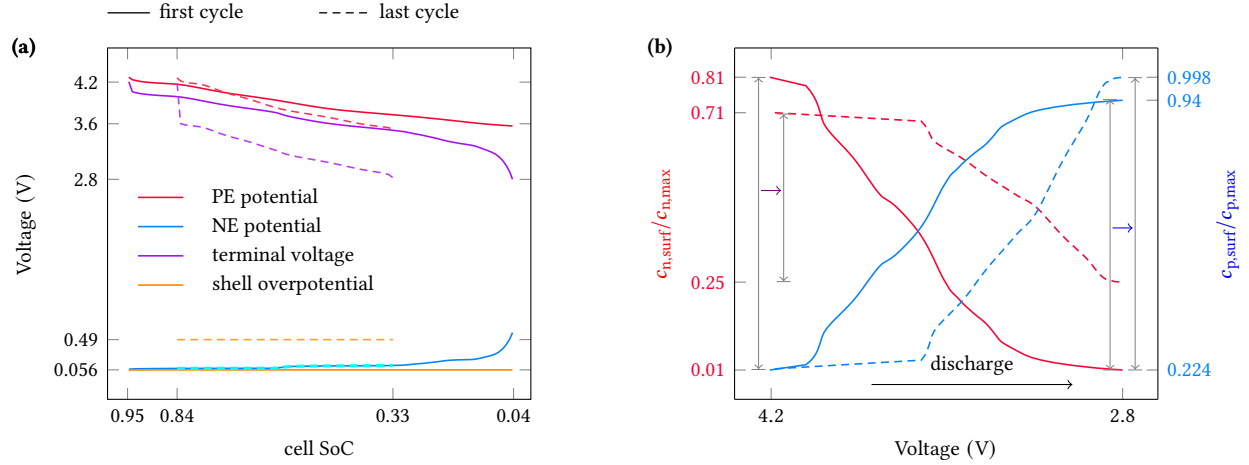 first cycle
last cycle
(a)
4.2
3.6
2.8
0.49
0.056
Voltage (V)
PE potential
NE potential
terminal voltage
shell overpotential
0.95
0.84
0.33
0.04
cell SoC
(b)
0.81
0.71
0.25
0.01
c_n,surf/c_n,max
0.998
0.94
0.224
c_p,surf/c_p,max
discharge
4.2
2.8
Voltage (V)